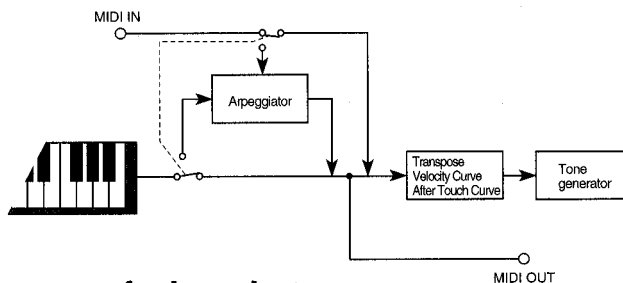 MIDI IN
Arpeggiator
Transpose
Velocity Curve
After Touch Curve
Tone
generator
MIDI OUT